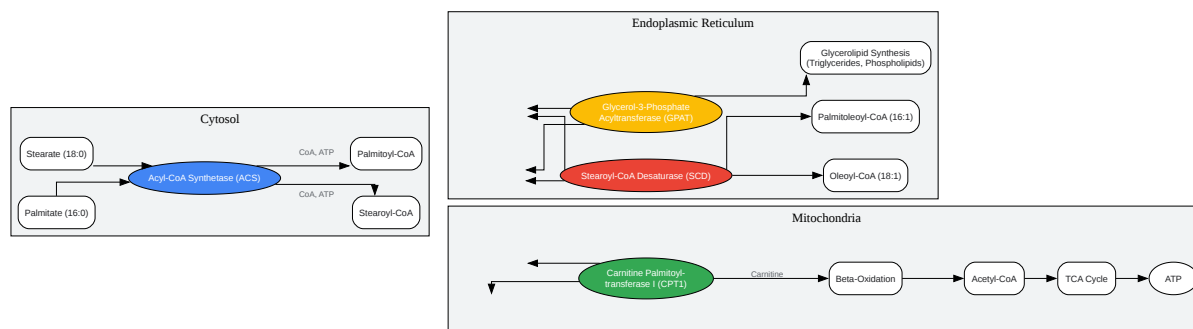 Cytosol
Stearate (18:0)
Palmitate (16:0)
Acyl-CoA Synthetase (ACS)
CoA, ATP
CoA, ATP
Palmitoyl-CoA
Stearoyl-CoA
Endoplasmic Reticulum
Glycerolipid Synthesis
(Triglycerides, Phospholipids)
Glycerol-3-Phosphate
Acyltransferase (GPAT)
Palmitoleoyl-CoA (16:1)
Stearoyl-CoA Desaturase (SCD)
Oleoyl-CoA (18:1)
Mitochondria
Carnitine Palmitoyl-
transferase I (CPT1)
Carnitine
Beta-Oxidation
Acetyl-CoA
TCA Cycle
ATP